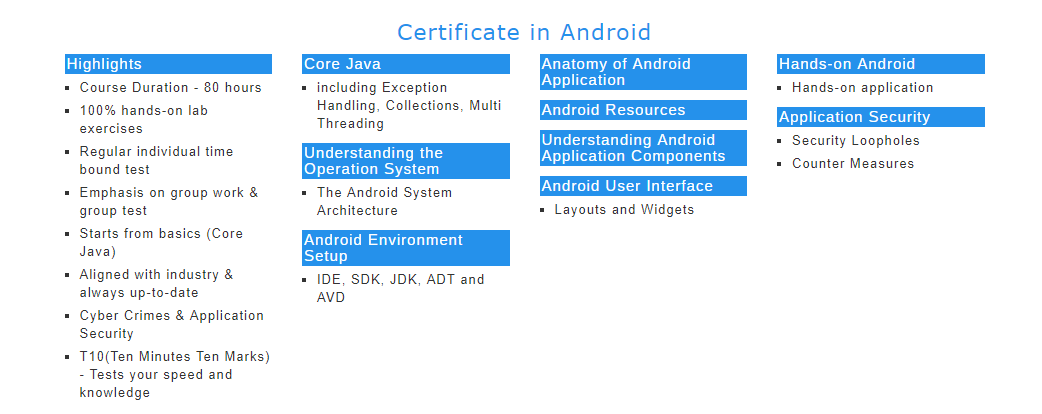 Certificate in Android
Highlights
Course Duration - 80 hours
100% hands-on lab
exercises
Regular individual time
bound test
Emphasis on group work &
group test
Starts from basics (Core
Java)
Aligned with industry &
always up-to-date
Cyber Crimes & Application
Security
T10(Ten Minutes Ten Marks)
- Tests your speed and
knowledge
Core Java
including Exception
Handling, Collections, Multi
Threading
Understanding the
Operation System
The Android System
Architecture
Android Environment
Setup
IDE, SDK, JDK, ADT and
AVD
Anatomy of Android
Application
Android Resources
Understanding Android
Application Components
Android User Interface
Layouts and Widgets
Hands-on Android
Hands-on application
Application Security
Security Loopholes
Counter Measures